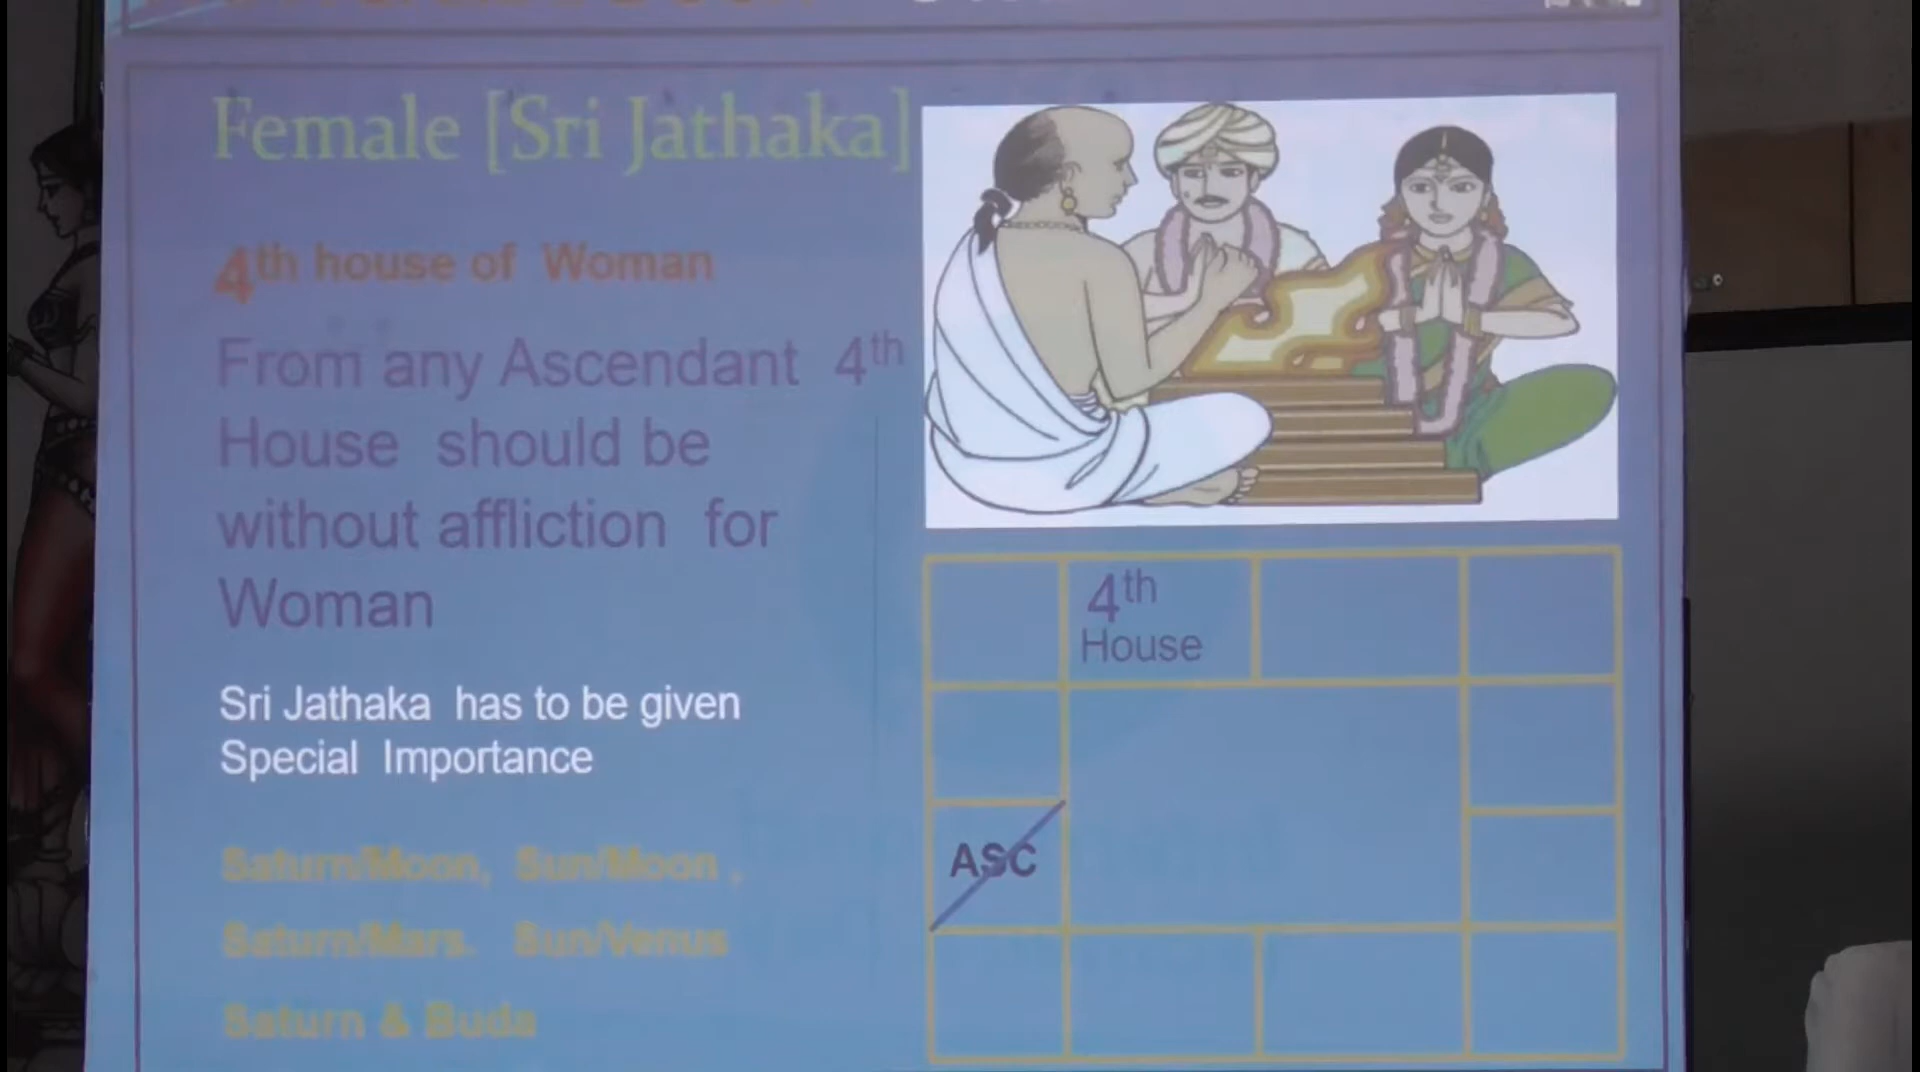 Female [Sri Jathaka]
4th house of Woman
From any Ascendant 4th
House should be
without affliction for
Woman
Sri Jathaka has to be given
Special Importance
Saturn/Moon, Sun/Moon ,
Saturn/Mars. Sun/Venus
Saturn & Buda
4th
House
ASC